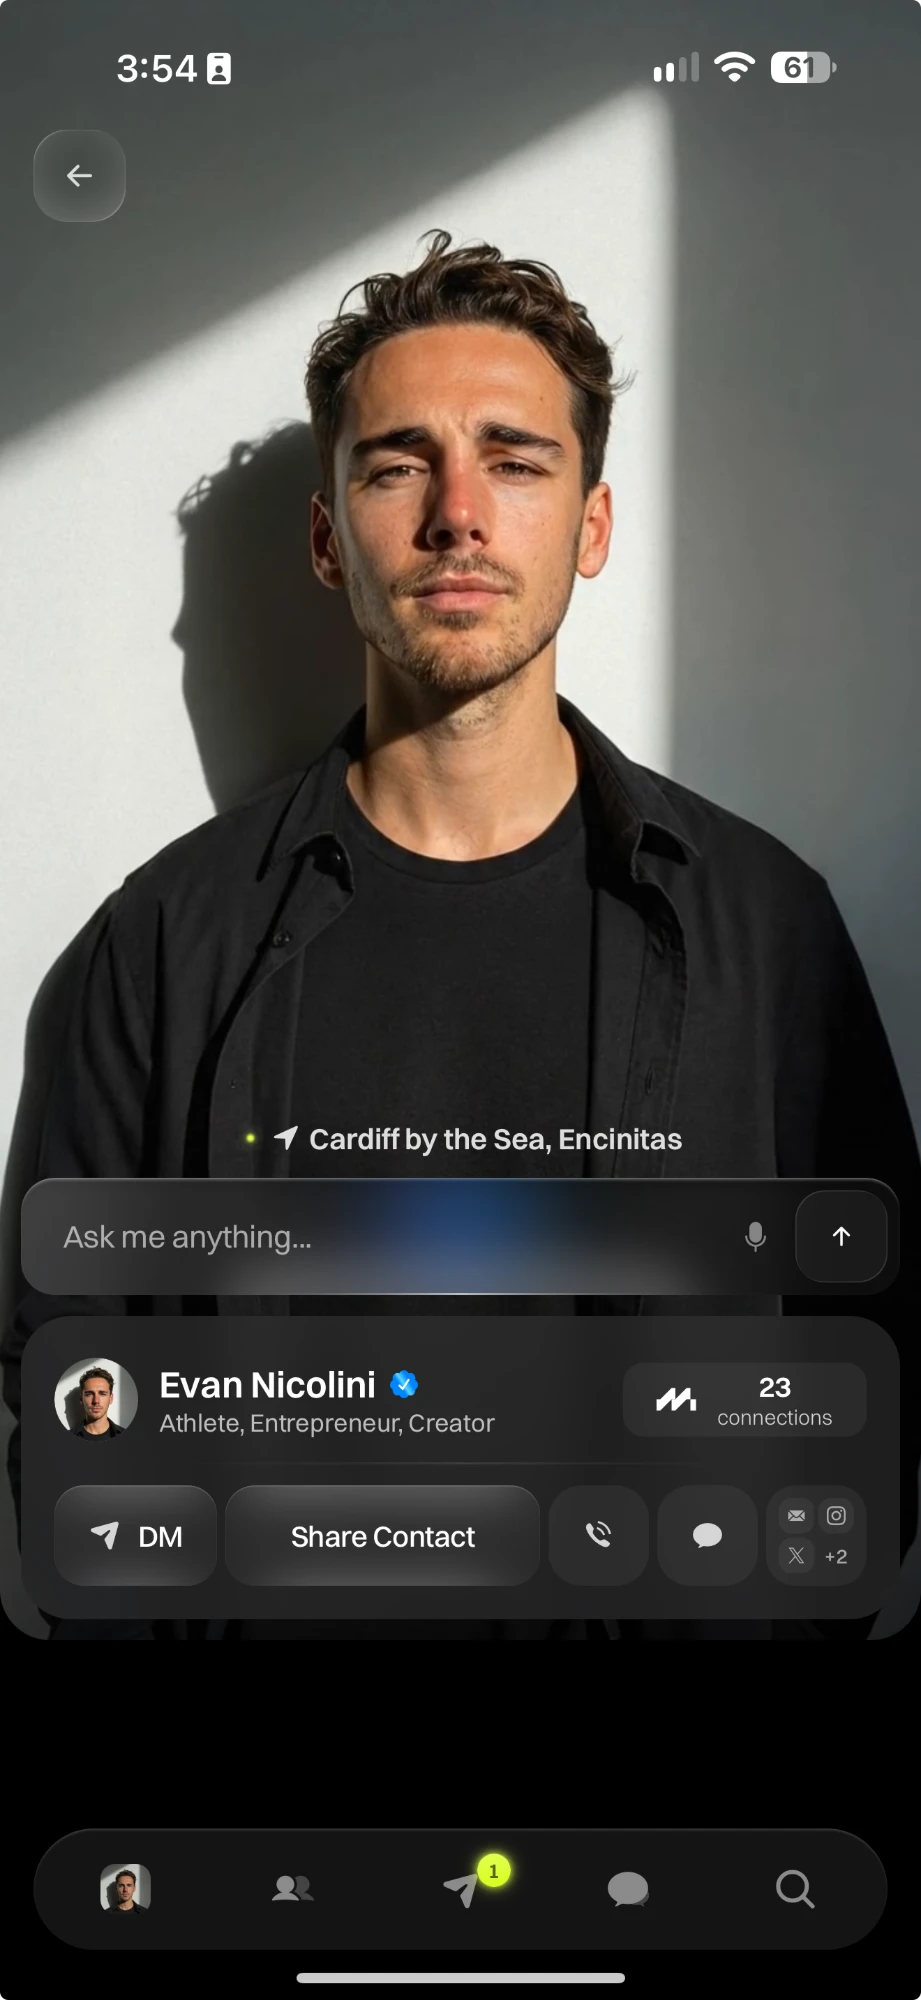 3:54
61
Cardiff by the Sea, Encinitas
Ask me anything...
Evan Nicolini
Athlete, Entrepreneur, Creator
23
connections
DM
Share Contact
+2
1